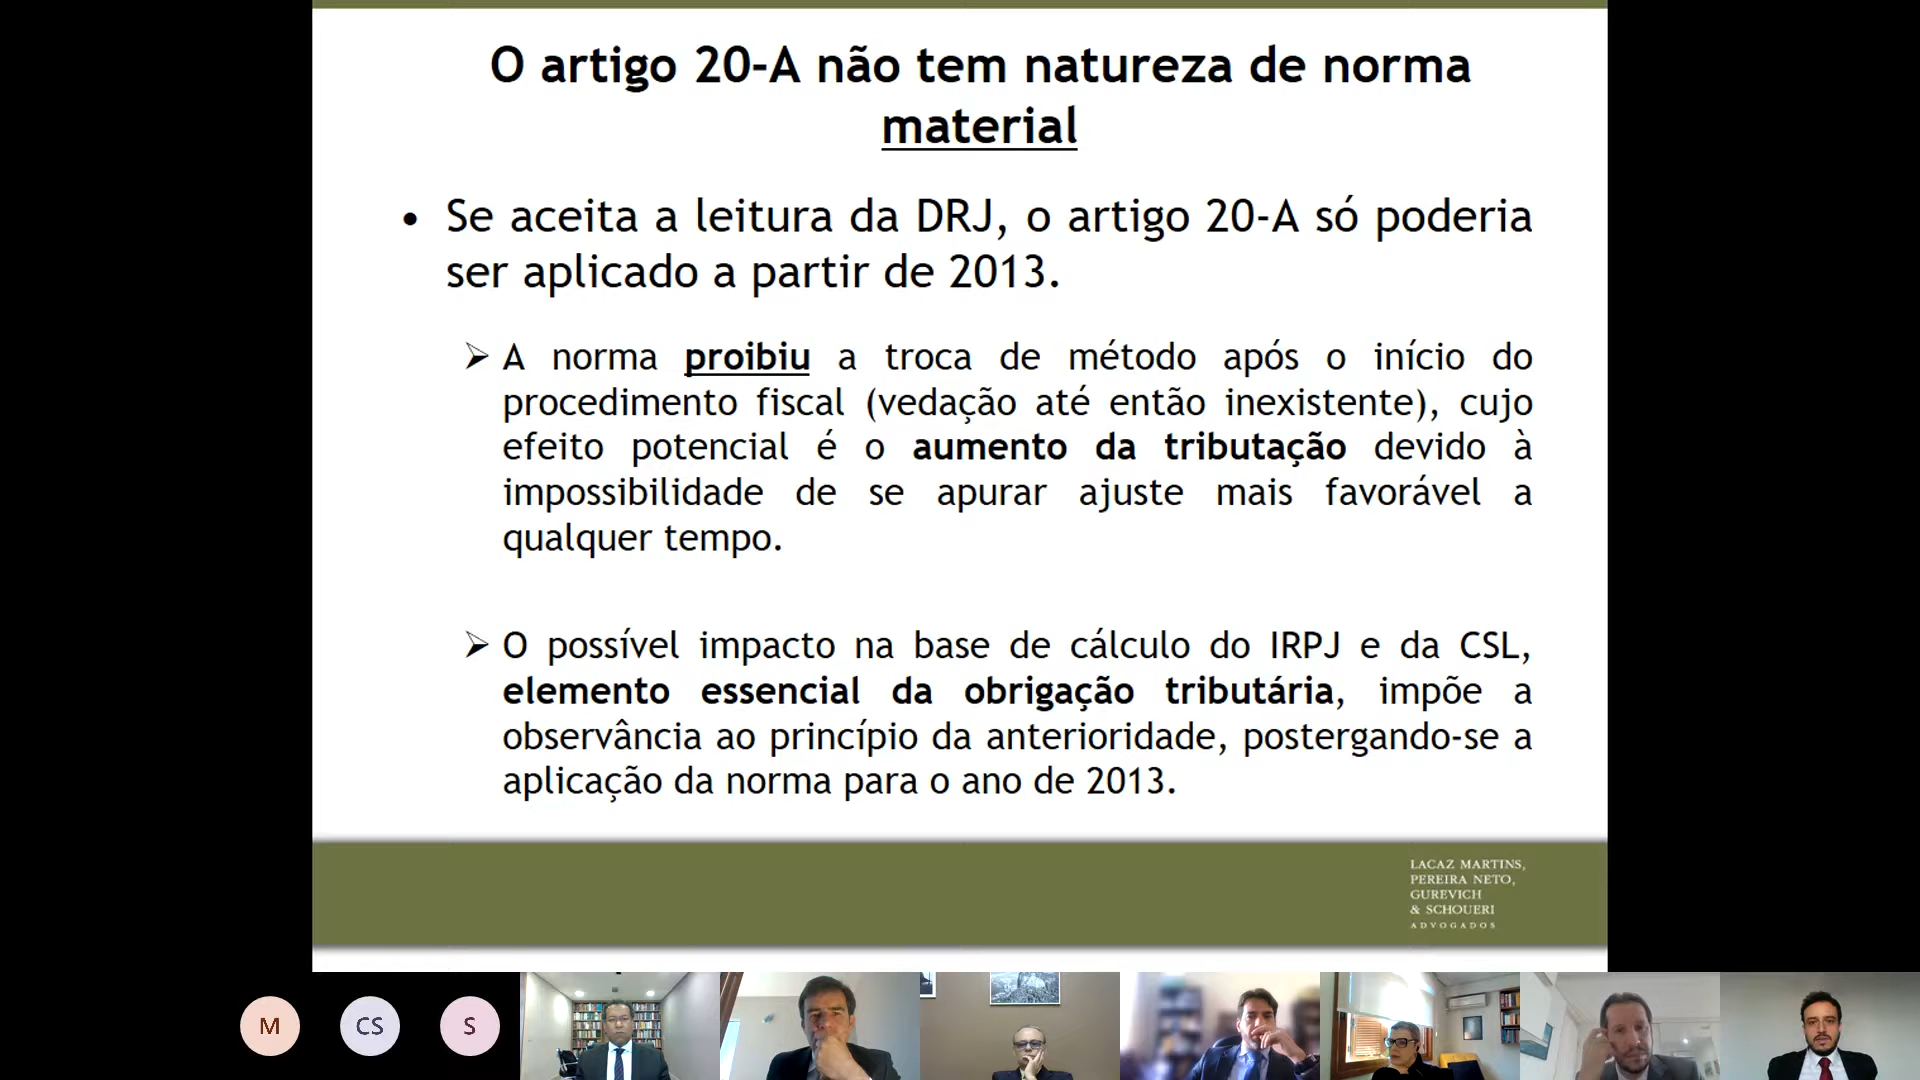 O artigo 20-A não tem natureza de norma
material
• Se aceita a leitura da DRJ, o artigo 20-A só poderia
ser aplicado a partir de 2013.
➢ A norma proibiu a troca de método após o início do
procedimento fiscal (vedação até então inexistente), cujo
efeito potencial é o aumento da tributação devido à
impossibilidade de se apurar ajuste mais favorável a
qualquer tempo.
➢ O possível impacto na base de cálculo do IRPJ e da CSL,
elemento essencial da obrigação tributária, impõe a
observância ao princípio da anterioridade, postergando-se a
aplicação da norma para o ano de 2013.
LACAZ MARTINS,
PEREIRA NETO,
GUREVICH
& SCHOUERI
ADVOGADOS
M
CS
S